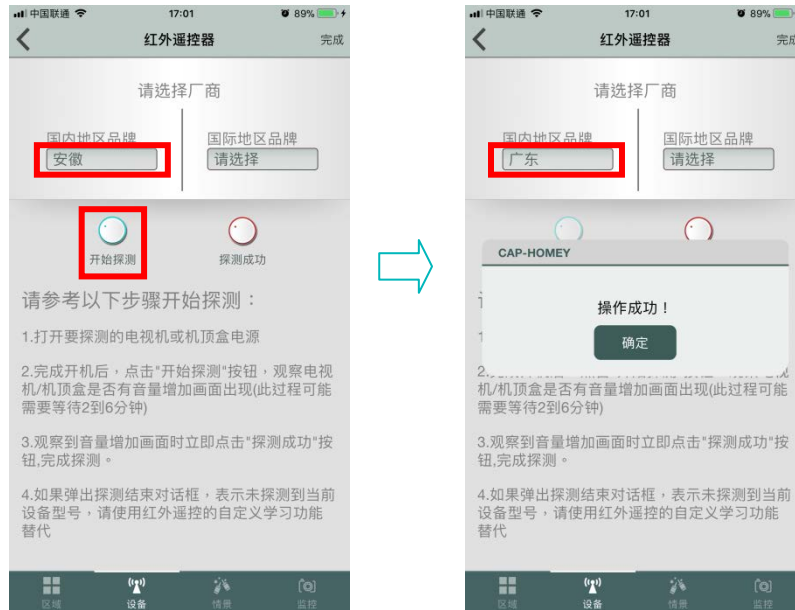 中国联通 17:01 89%
红外遥控器 完成
请选择厂商
国内地区品牌 国际地区品牌
安徽 请选择
开始探测 探测成功
请参考以下步骤开始探测：
1.打开要探测的电视机或机顶盒电源
2.完成开机后，点击"开始探测"按钮，观察电视
机/机顶盒是否有音量增加画面出现(此过程可能
需要等待2到6分钟)
3.观察到音量增加画面时立即点击"探测成功"按
钮,完成探测。
4.如果弹出探测结束对话框，表示未探测到当前
设备型号，请使用红外遥控的自定义学习功能
替代
区域 设备 情景 监控
中国联通 17:01 89%
红外遥控器 完成
请选择厂商
国内地区品牌 国际地区品牌
广东 请选择
CAP-HOMEY
操作成功！
确定
机/机顶盒是否有音量增加画面出现(此过程可能
需要等待2到6分钟)
3.观察到音量增加画面时立即点击"探测成功"按
钮,完成探测。
4.如果弹出探测结束对话框，表示未探测到当前
设备型号，请使用红外遥控的自定义学习功能
替代
区域 设备 情景 监控